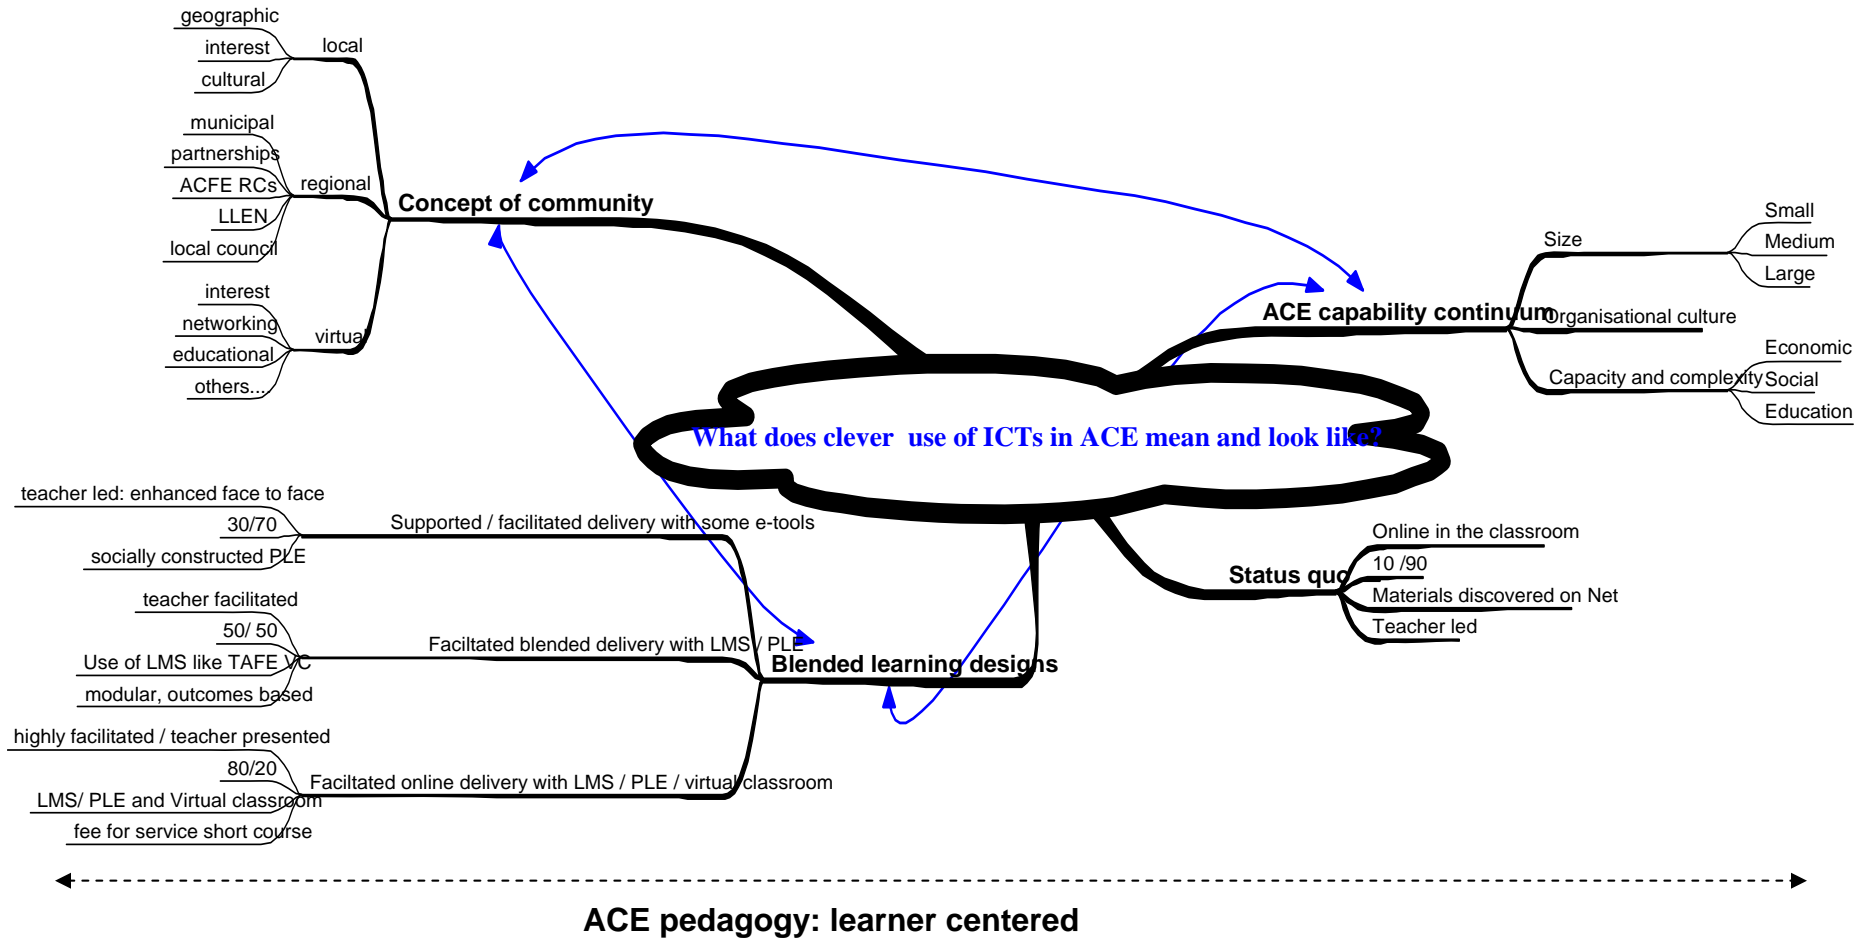 geographic
interest
cultural
local
municipal
partnerships
ACFE RCs
LLEN
local council
regional
interest
networking
educational
others...
virtual
Concept of community
ACE capability continuum
Size
Small
Medium
Large
Organisational culture
Capacity and complexity
Economic
Social
Education
What does clever  use of ICTs in ACE mean and look like?
teacher led: enhanced face to face
30/70
socially constructed PLE
Supported / facilitated delivery with some e-tools
teacher facilitated
50/ 50
Use of LMS like TAFE VC
modular, outcomes based
Faciltated blended delivery with LMS / PLE
highly facilitated / teacher presented
80/20
LMS/ PLE and Virtual classroom
fee for service short course
Faciltated online delivery with LMS / PLE / virtual classroom
Blended learning designs
Status quo
Online in the classroom
10 /90
Materials discovered on Net
Teacher led
ACE pedagogy: learner centered